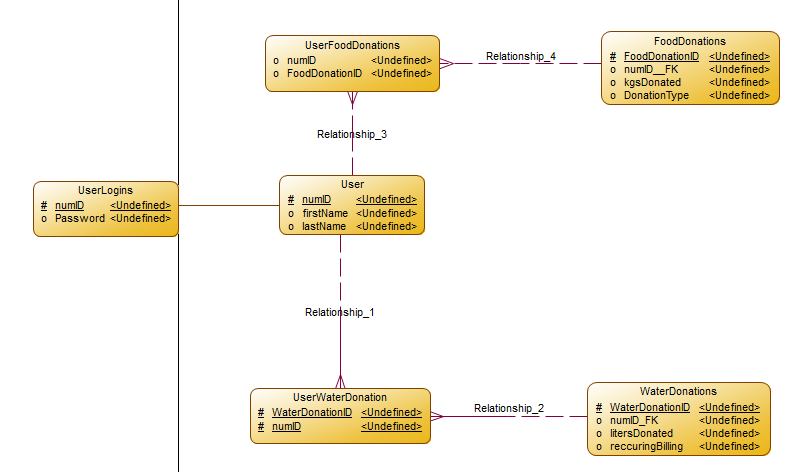 UserFoodDonations
o numID <Undefined>
o FoodDonationID <Undefined>
Relationship_4
FoodDonations
# FoodDonationID <Undefined>
o numID__FK <Undefined>
o kgsDonated <Undefined>
o DonationType <Undefined>
Relationship_3
UserLogins
# numID <Undefined>
o Password <Undefined>
User
# numID <Undefined>
o firstName <Undefined>
o lastName <Undefined>
Relationship_1
UserWaterDonation
# WaterDonationID <Undefined>
# numID <Undefined>
Relationship_2
WaterDonations
# WaterDonationID <Undefined>
o numID_FK <Undefined>
o litersDonated <Undefined>
o reccuringBilling <Undefined>